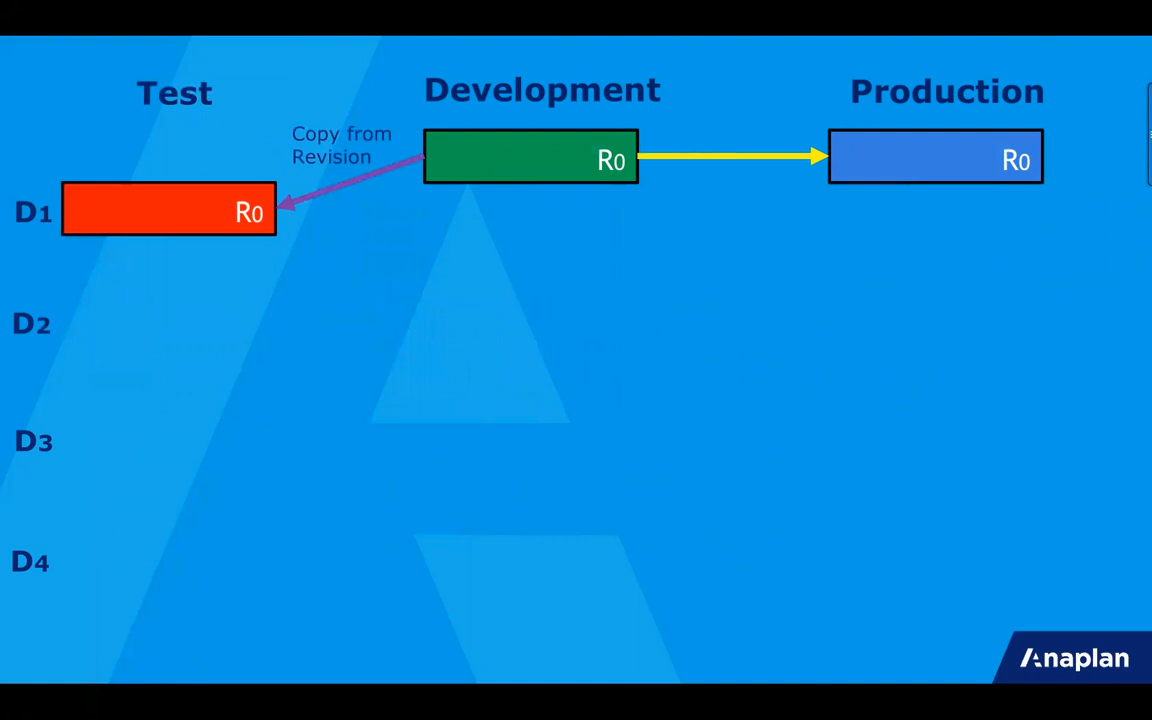 Test
Development
Production
Copy from
Revision
R0
R0
D1
R0
D2
D3
D4
Anaplan